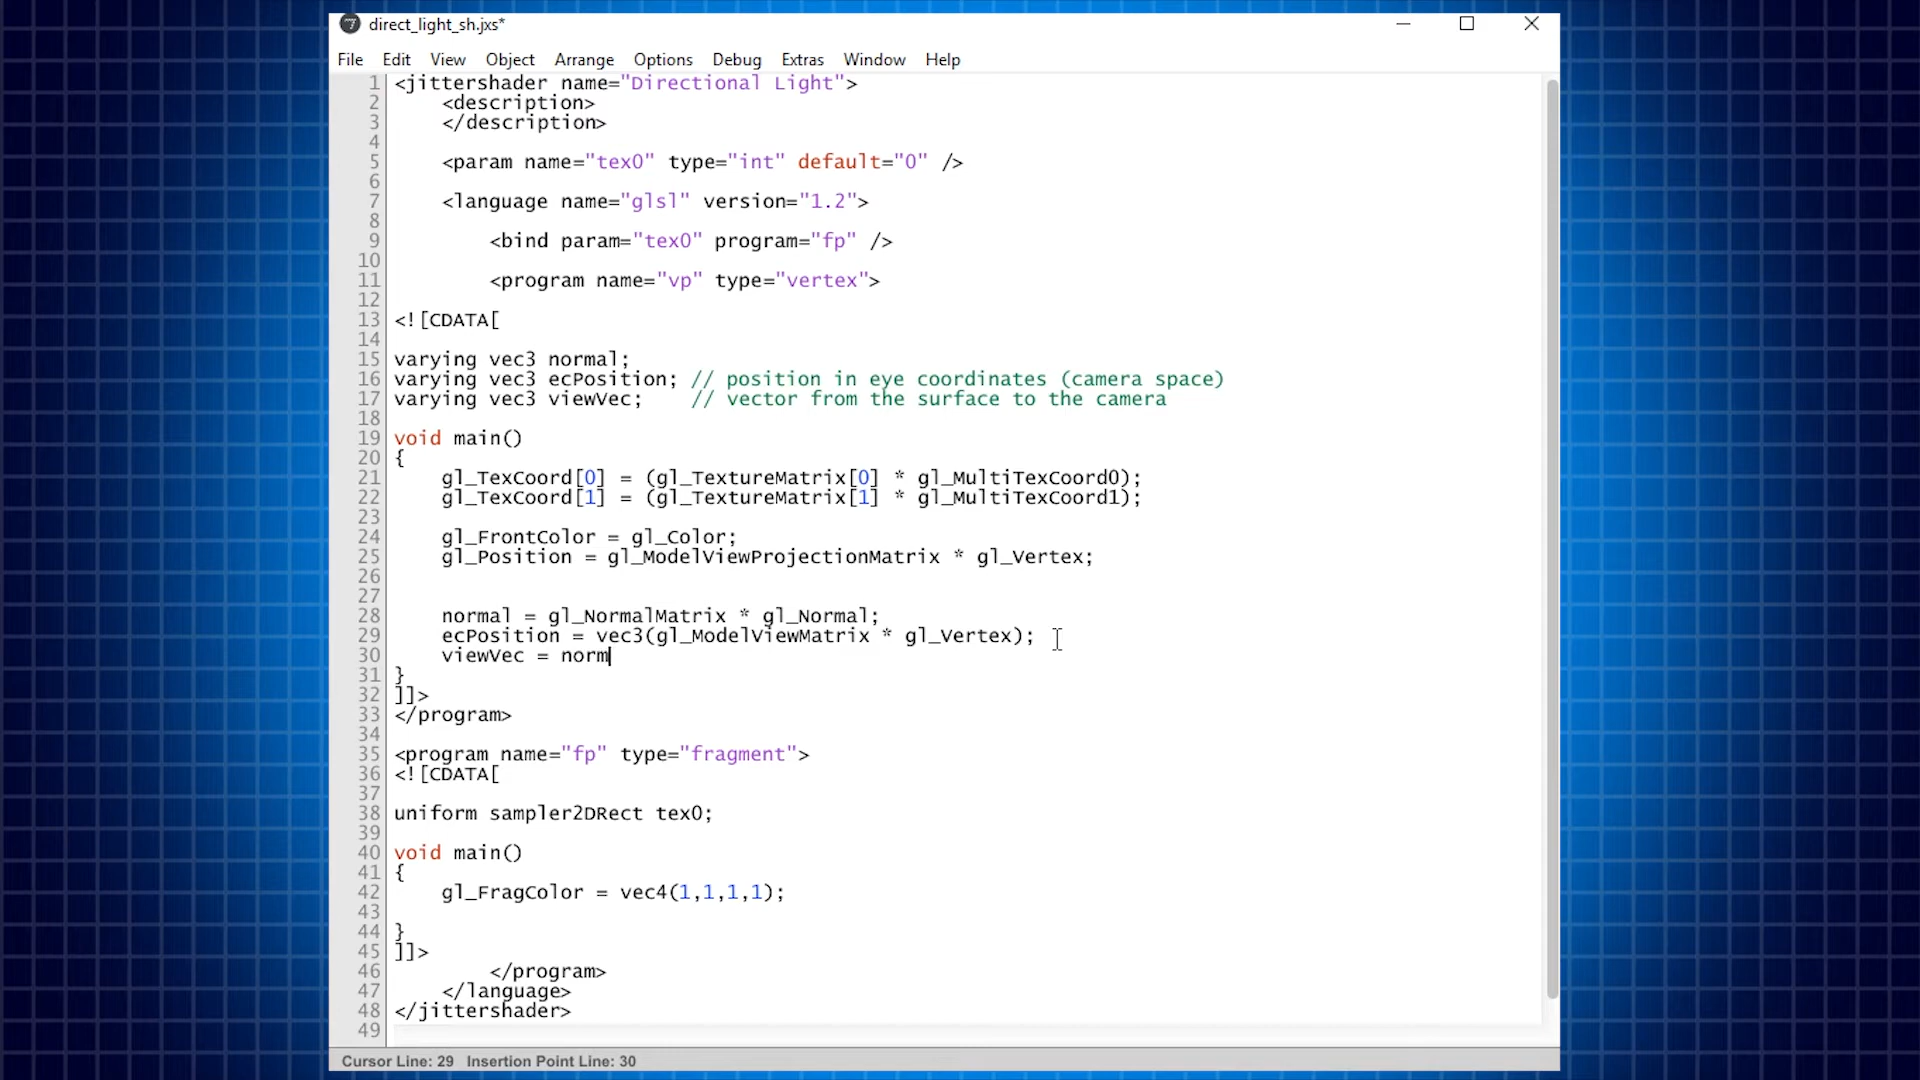 direct_light_sh.jxs*
File Edit View Object Arrange Options Debug Extras Window Help
1 <jittershader name="Directional Light">
2 <description>
3 </description>
4
5 <param name="tex0" type="int" default="0" />
6
7 <language name="glsl" version="1.2">
8
9 <bind param="tex0" program="fp" />
10
11 <program name="vp" type="vertex">
12
13 <![CDATA[
14
15 varying vec3 normal;
16 varying vec3 ecPosition; // position in eye coordinates (camera space)
17 varying vec3 viewVec; // vector from the surface to the camera
18
19 void main()
20 {
21 gl_TexCoord[0] = (gl_TextureMatrix[0] * gl_MultiTexCoord0);
22 gl_TexCoord[1] = (gl_TextureMatrix[1] * gl_MultiTexCoord1);
23
24 gl_FrontColor = gl_Color;
25 gl_Position = gl_ModelViewProjectionMatrix * gl_Vertex;
26
27
28 normal = gl_NormalMatrix * gl_Normal;
29 ecPosition = vec3(gl_ModelViewMatrix * gl_Vertex);
30 viewVec = norm
31 }
32 ]]>
33 </program>
34
35 <program name="fp" type="fragment">
36 <![CDATA[
37
38 uniform sampler2DRect tex0;
39
40 void main()
41 {
42 gl_FragColor = vec4(1,1,1,1);
43
44 }
45 ]]>
46 </program>
47 </language>
48 </jittershader>
49
Cursor Line: 29 Insertion Point Line: 30